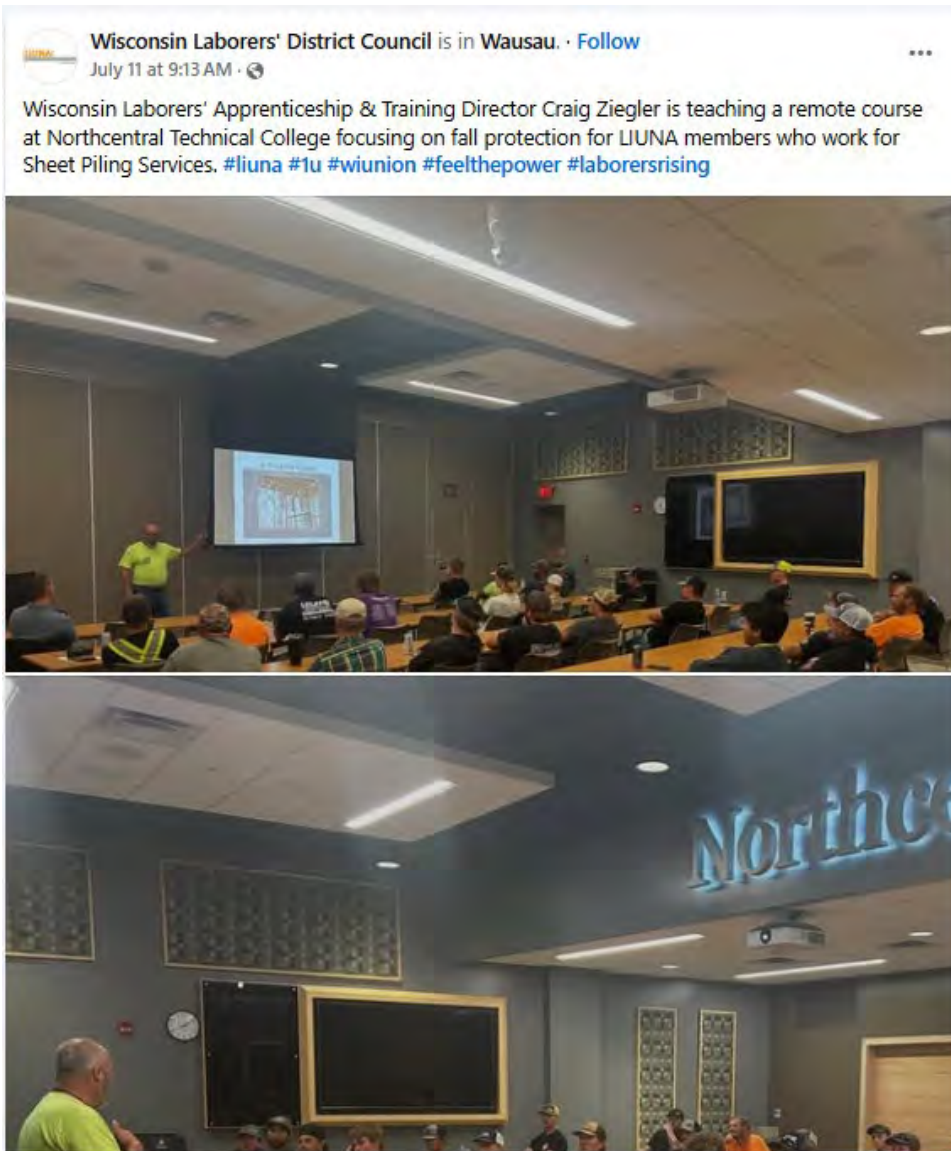 Wisconsin Laborers' District Council is in Wausau. · Follow
July 11 at 9:13 AM ·
Wisconsin Laborers' Apprenticeship & Training Director Craig Ziegler is teaching a remote course
at Northcentral Technical College focusing on fall protection for LIUNA members who work for
Sheet Piling Services. #liuna #1u #wiunion #feelthepower #laborersrising
Northce